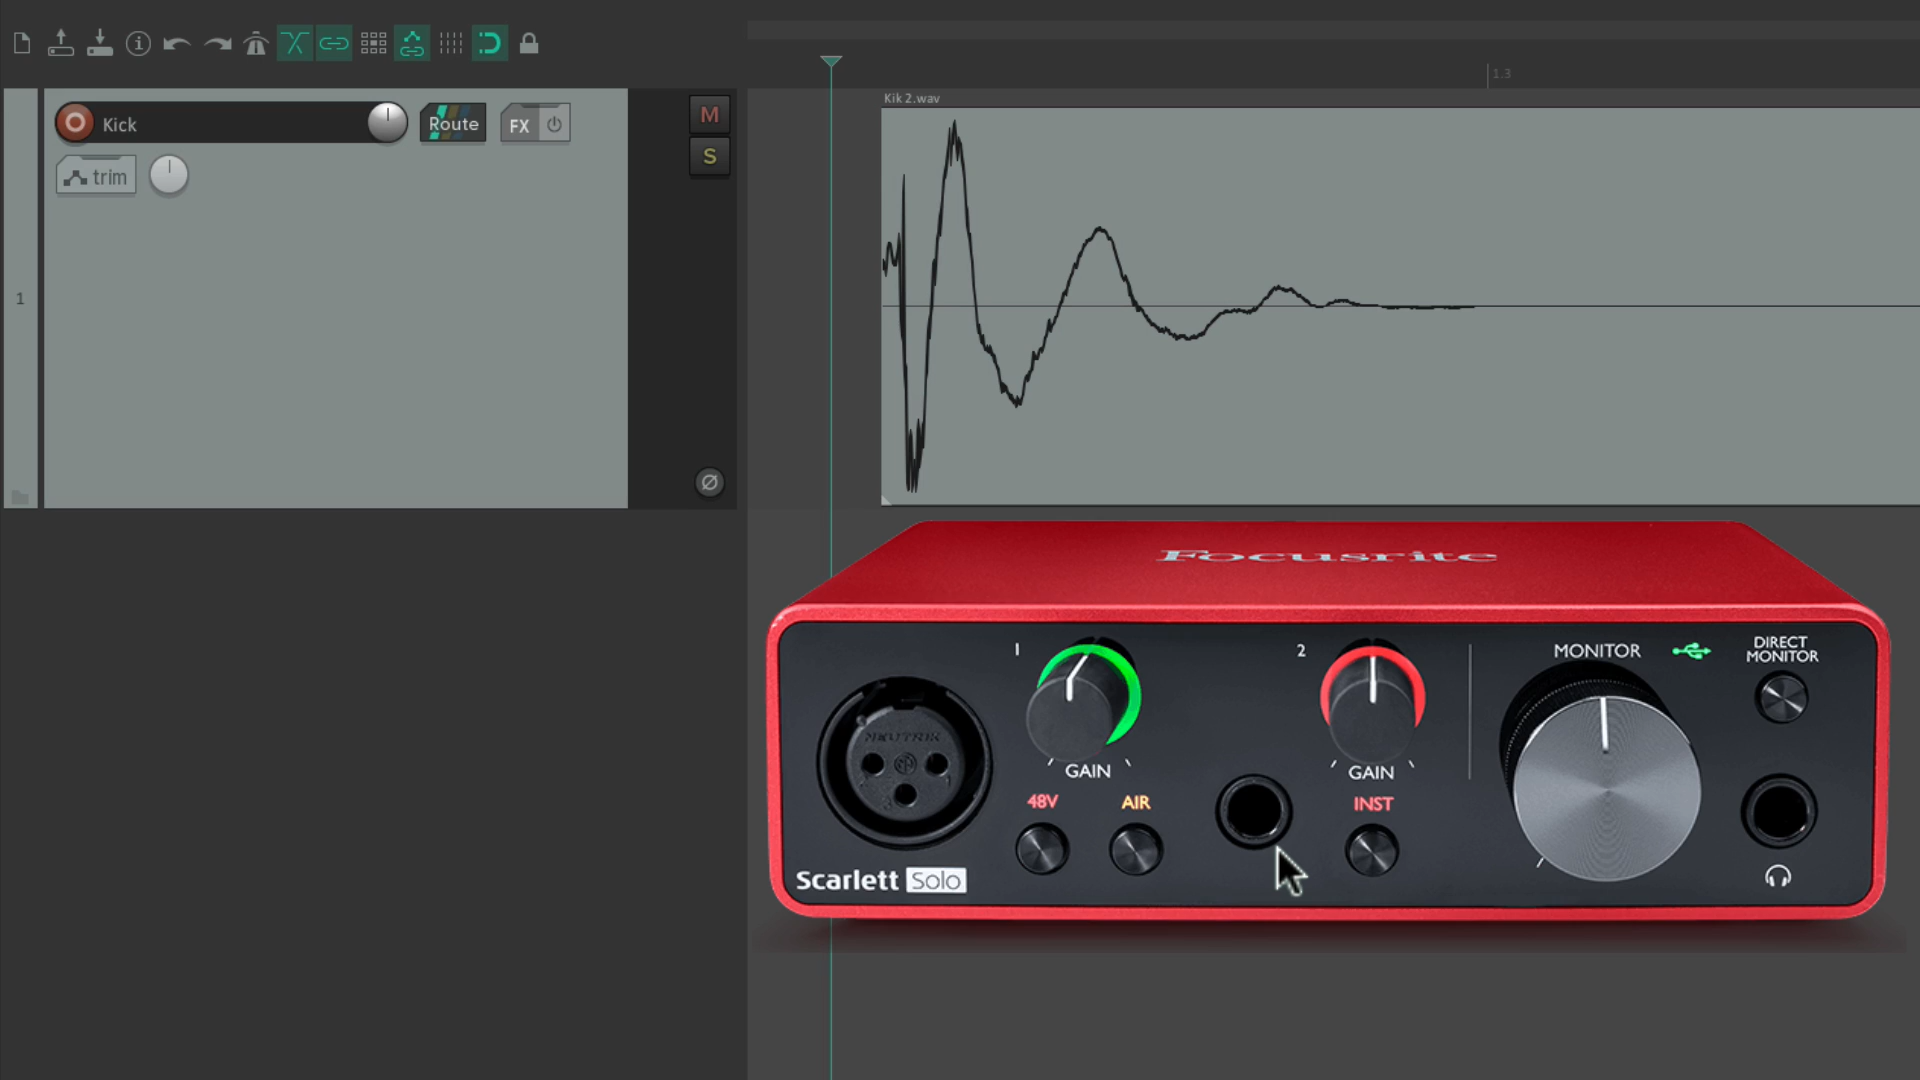 1.3
Kik 2.wav
Kick
Route
FX
M
S
trim
1
Focusrite
1
2
MONITOR
DIRECT
MONITOR
NEUTRIK
GAIN
GAIN
48V
AIR
INST
Scarlett Solo